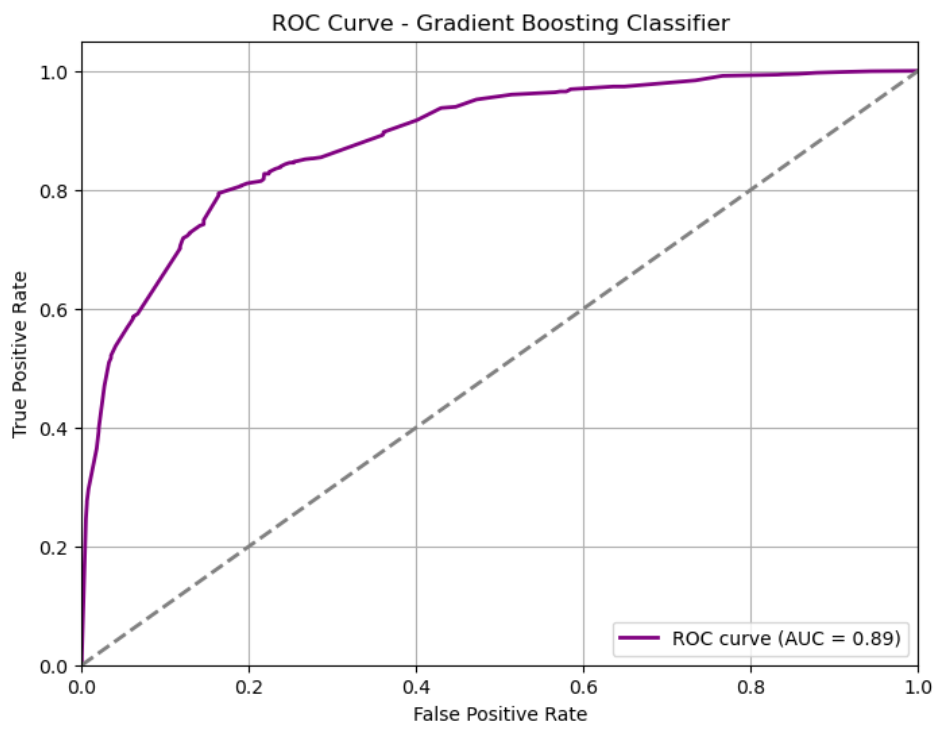 ROC Curve - Gradient Boosting Classifier
True Positive Rate
1.0
0.8
0.6
0.4
0.2
0.0
ROC curve (AUC = 0.89)
0.0 0.2 0.4 0.6 0.8 1.0
False Positive Rate